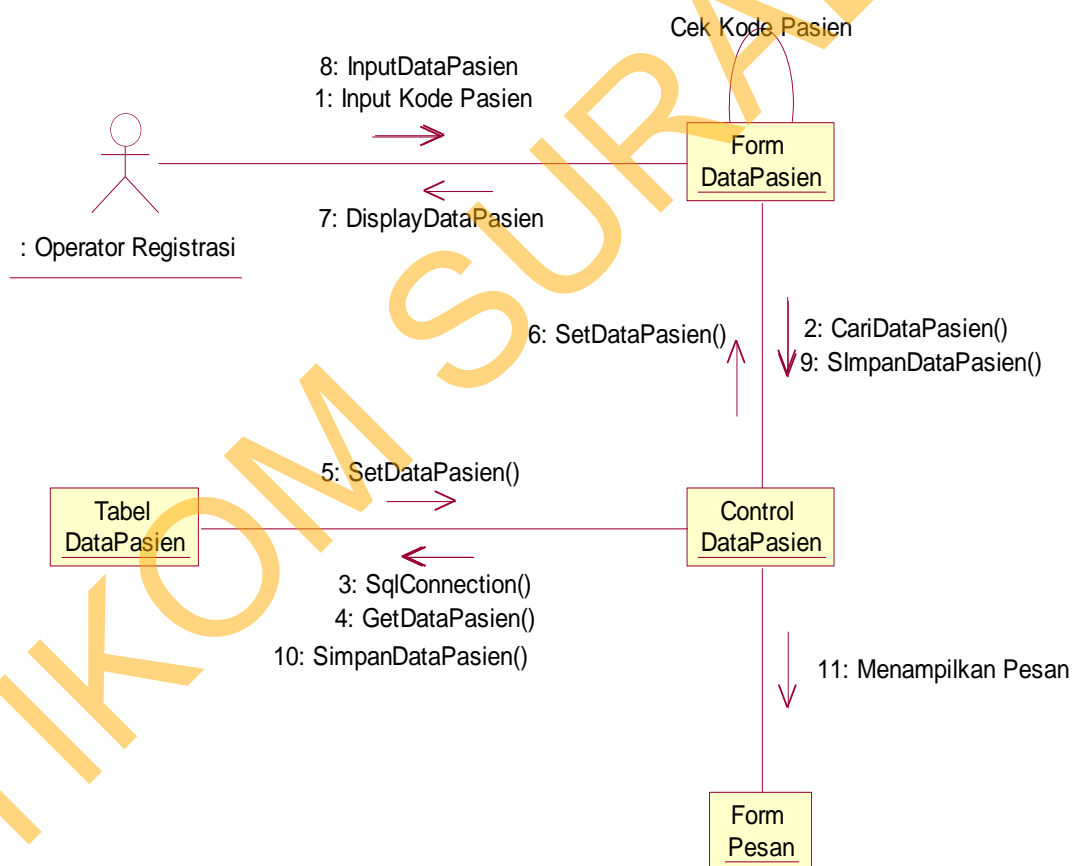 Cek Kode Pasien
8: InputDataPasien
1: Input Kode Pasien
Form
DataPasien
7: DisplayDataPasien
: Operator Registrasi
6: SetDataPasien()
2: CariDataPasien()
9: SImpanDataPasien()
5: SetDataPasien()
Tabel
DataPasien
Control
DataPasien
3: SqlConnection()
4: GetDataPasien()
10: SimpanDataPasien()
11: Menampilkan Pesan
Form
Pesan
IKOM SURA